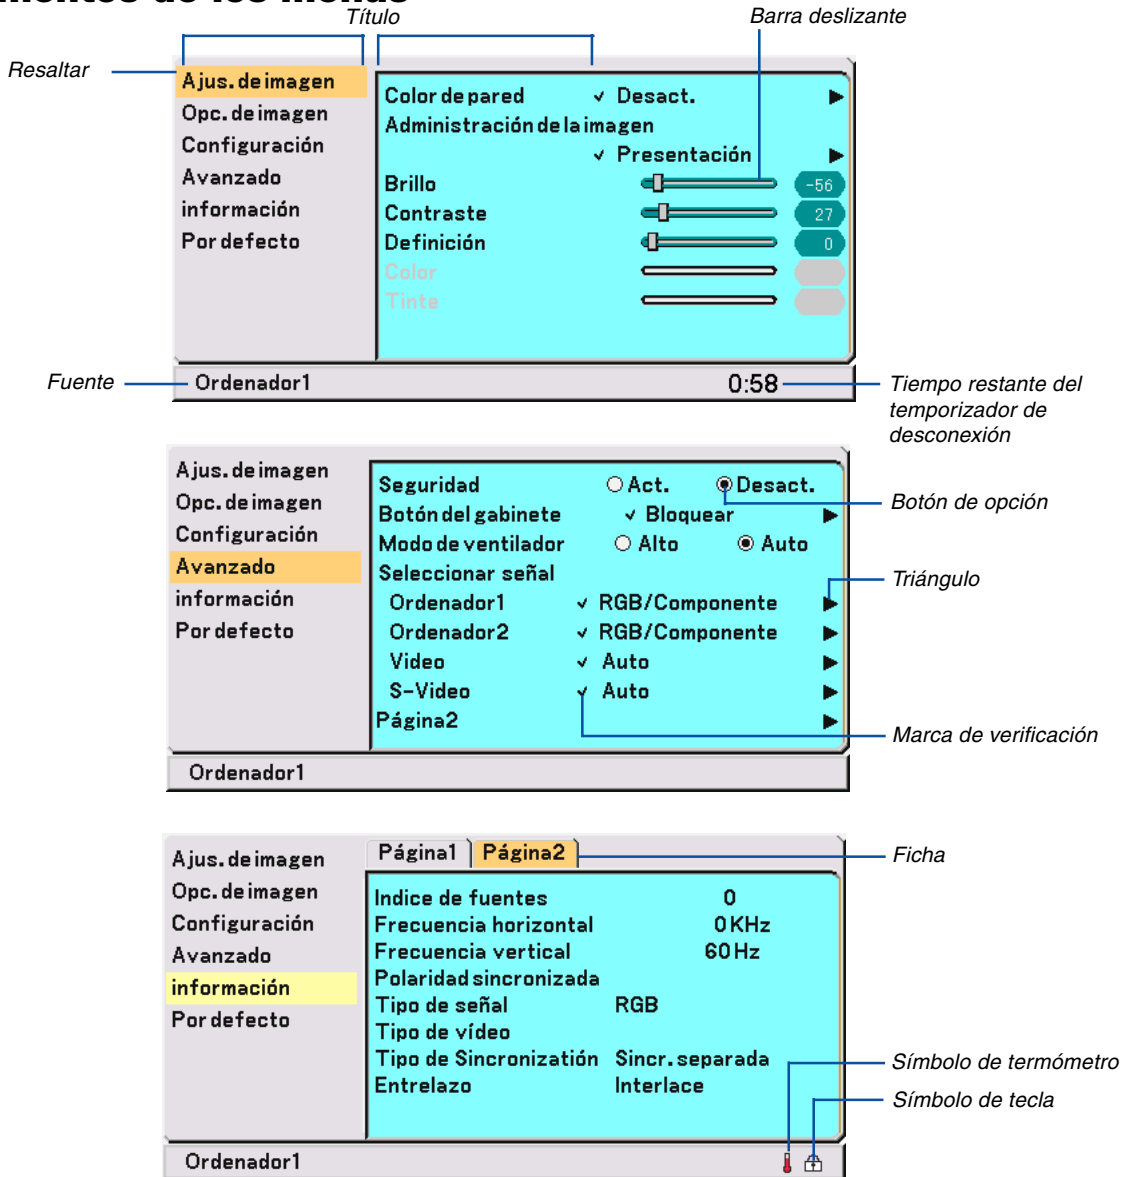 mentos de los menús
Título
Barra deslizante
Resaltar
Ajus. de imagen
Opc. de imagen
Configuración
Avanzado
información
Por defecto
Color de pared ✓ Desact.
Administración de la imagen
✓ Presentación
Brillo -56
Contraste 27
Definición 0
Color
Tinte
Fuente
Ordenador1 0:58
Tiempo restante del
temporizador de
desconexión
Ajus. de imagen
Opc. de imagen
Configuración
Avanzado
información
Por defecto
Seguridad Act. Desact.
Botón del gabinete ✓ Bloquear
Modo de ventilador Alto Auto
Seleccionar señal
Ordenador1 ✓ RGB/Componente
Ordenador2 ✓ RGB/Componente
Video ✓ Auto
S-Video ✓ Auto
Página2
Botón de opción
Triángulo
Marca de verificación
Ordenador1
Ajus. de imagen
Opc. de imagen
Configuración
Avanzado
información
Por defecto
Página1 Página2
Ficha
Indice de fuentes 0
Frecuencia horizontal 0 KHz
Frecuencia vertical 60 Hz
Polaridad sincronizada
Tipo de señal RGB
Tipo de vídeo
Tipo de Sincronizatión Sincr. separada
Entrelazo Interlace
Símbolo de termómetro
Símbolo de tecla
Ordenador1